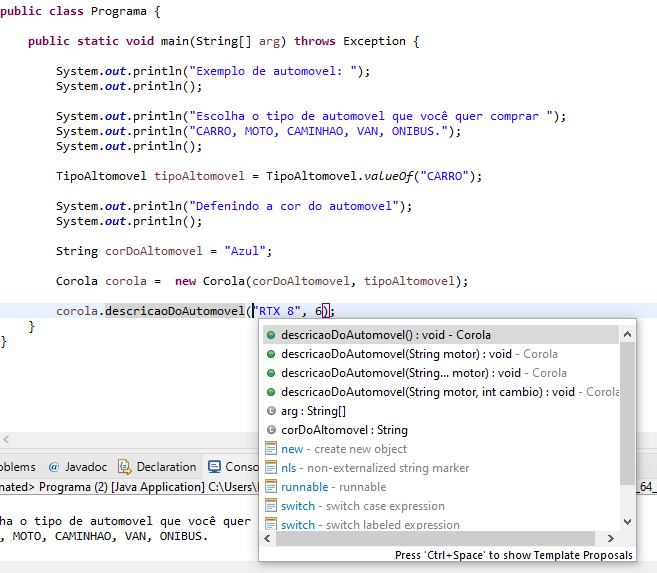 public class Programa {
public static void main(String[] arg) throws Exception {
System.out.println("Exemplo de automovel: ");
System.out.println();
System.out.println("Escolha o tipo de automovel que você quer comprar ");
System.out.println("CARRO, MOTO, CAMINHAO, VAN, ONIBUS.");
System.out.println();
TipoAltomovel tipoAltomovel = TipoAltomovel.valueOf("CARRO");
System.out.println("Defenindo a cor do automovel");
System.out.println();
String corDoAltomovel = "Azul";
Corola corola =  new Corola(corDoAltomovel, tipoAltomovel);
corola.descricaoDoAutomovel("RTX 8", 6);
}
}
descricaoDoAutomovel() : void - Corola
descricaoDoAutomovel(String motor) : void - Corola
descricaoDoAutomovel(String... motor) : void - Corola
descricaoDoAutomovel(String motor, int cambio) : void - Corola
arg : String[]
corDoAltomovel : String
new - create new object
nls - non-externalized string marker
runnable - runnable
switch - switch case expression
switch - switch labeled expression
Press 'Ctrl+Space' to show Template Proposals
oblems @ Javadoc Declaration Conso
nated> Programa (2) [Java Application] C:\Users\ _64_
ha o tipo de automovel que você quer
, MOTO, CAMINHAO, VAN, ONIBUS.